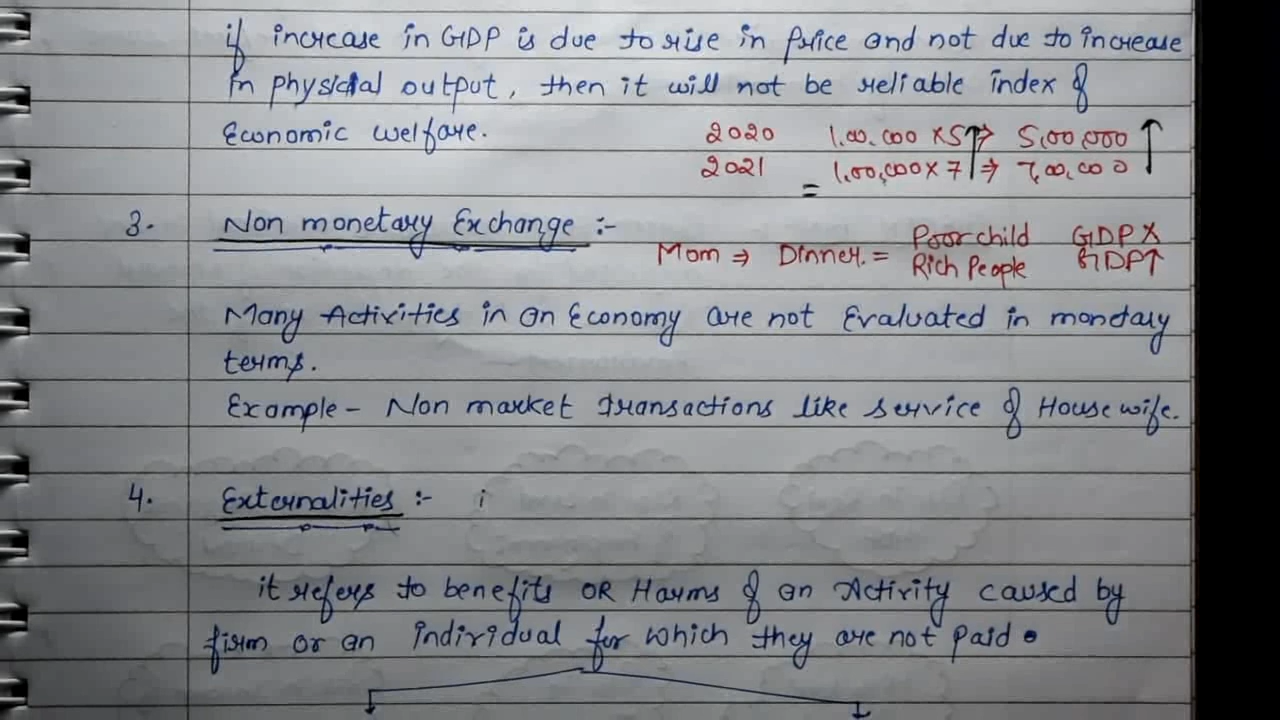 if increase in GDP is due to rise in price and not due to increase
in physical output, then it will not be reliable index of
Economic welfare.
2020 1,00,000 × 5 ⇒ 5,00,000 ↑
2021 1,00,000 × 7 ⇒ 7,00,000
=
3. Non monetary Exchange :-
Mom ⇒ Dinner. = Poor child GDP X
Rich People GDP↑
Many Activities in an Economy are not Evaluated in monetary
terms.
Example - Non market transactions like service of Housewife.
4. Externalities :- i
it refers to benefits OR Harms of an Activity caused by
firm or an individual for which they are not paid.